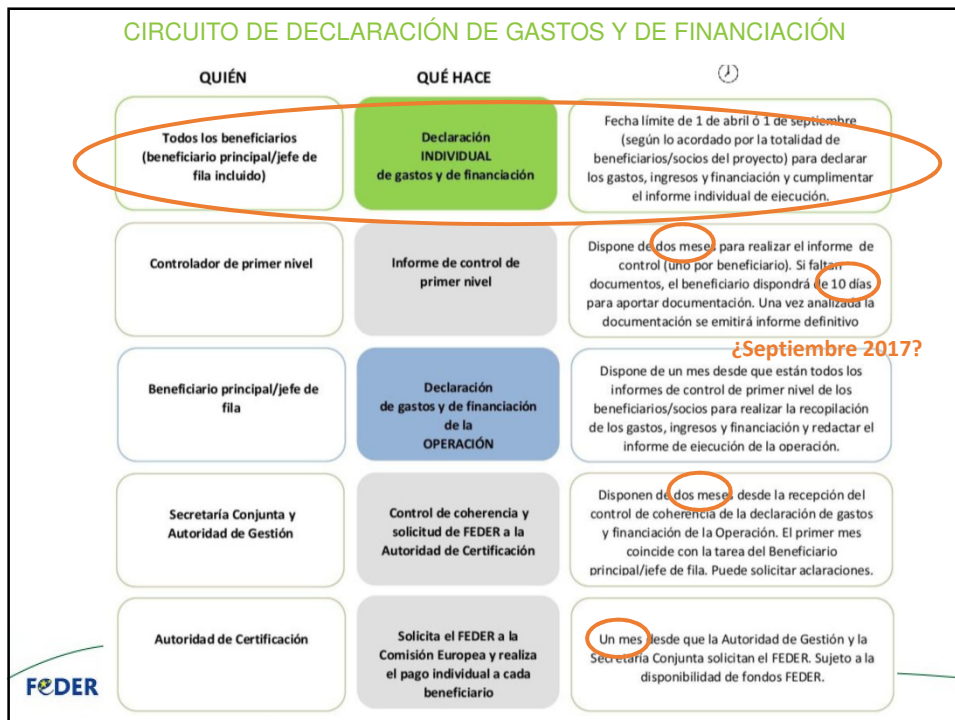 CIRCUITO DE DECLARACIÓN DE GASTOS Y DE FINANCIACIÓN
QUIÉN
QUÉ HACE
Todos los beneficiarios
(beneficiario principal/jefe de
fila incluido)
Declaración
INDIVIDUAL
de gastos y de financiación
Fecha límite de 1 de abril ó 1 de septiembre
(según lo acordado por la totalidad de
beneficiarios/socios del proyecto) para declarar
los gastos, ingresos y financiación y cumplimentar
el informe individual de ejecución.
Controlador de primer nivel
Informe de control de
primer nivel
Dispone de dos meses para realizar el informe de
control (uno por beneficiario). Si faltan
documentos, el beneficiario dispondrá de 10 días
para aportar documentación. Una vez analizada la
documentación se emitirá informe definitivo
¿Septiembre 2017?
Beneficiario principal/jefe de
fila
Declaración
de gastos y de financiación
de la
OPERACIÓN
Dispone de un mes desde que están todos los
informes de control de primer nivel de los
beneficiarios/socios para realizar la recopilación
de los gastos, ingresos y financiación y redactar el
informe de ejecución de la operación.
Secretaría Conjunta y
Autoridad de Gestión
Control de coherencia y
solicitud de FEDER a la
Autoridad de Certificación
Disponen de dos meses desde la recepción del
control de coherencia de la declaración de gastos
y financiación de la Operación. El primer mes
coincide con la tarea del Beneficiario
principal/jefe de fila. Puede solicitar aclaraciones.
Autoridad de Certificación
Solicita el FEDER a la
Comisión Europea y realiza
el pago individual a cada
beneficiario
Un mes desde que la Autoridad de Gestión y la
Secretaría Conjunta solicitan el FEDER. Sujeto a la
disponibilidad de fondos FEDER.
FEDER